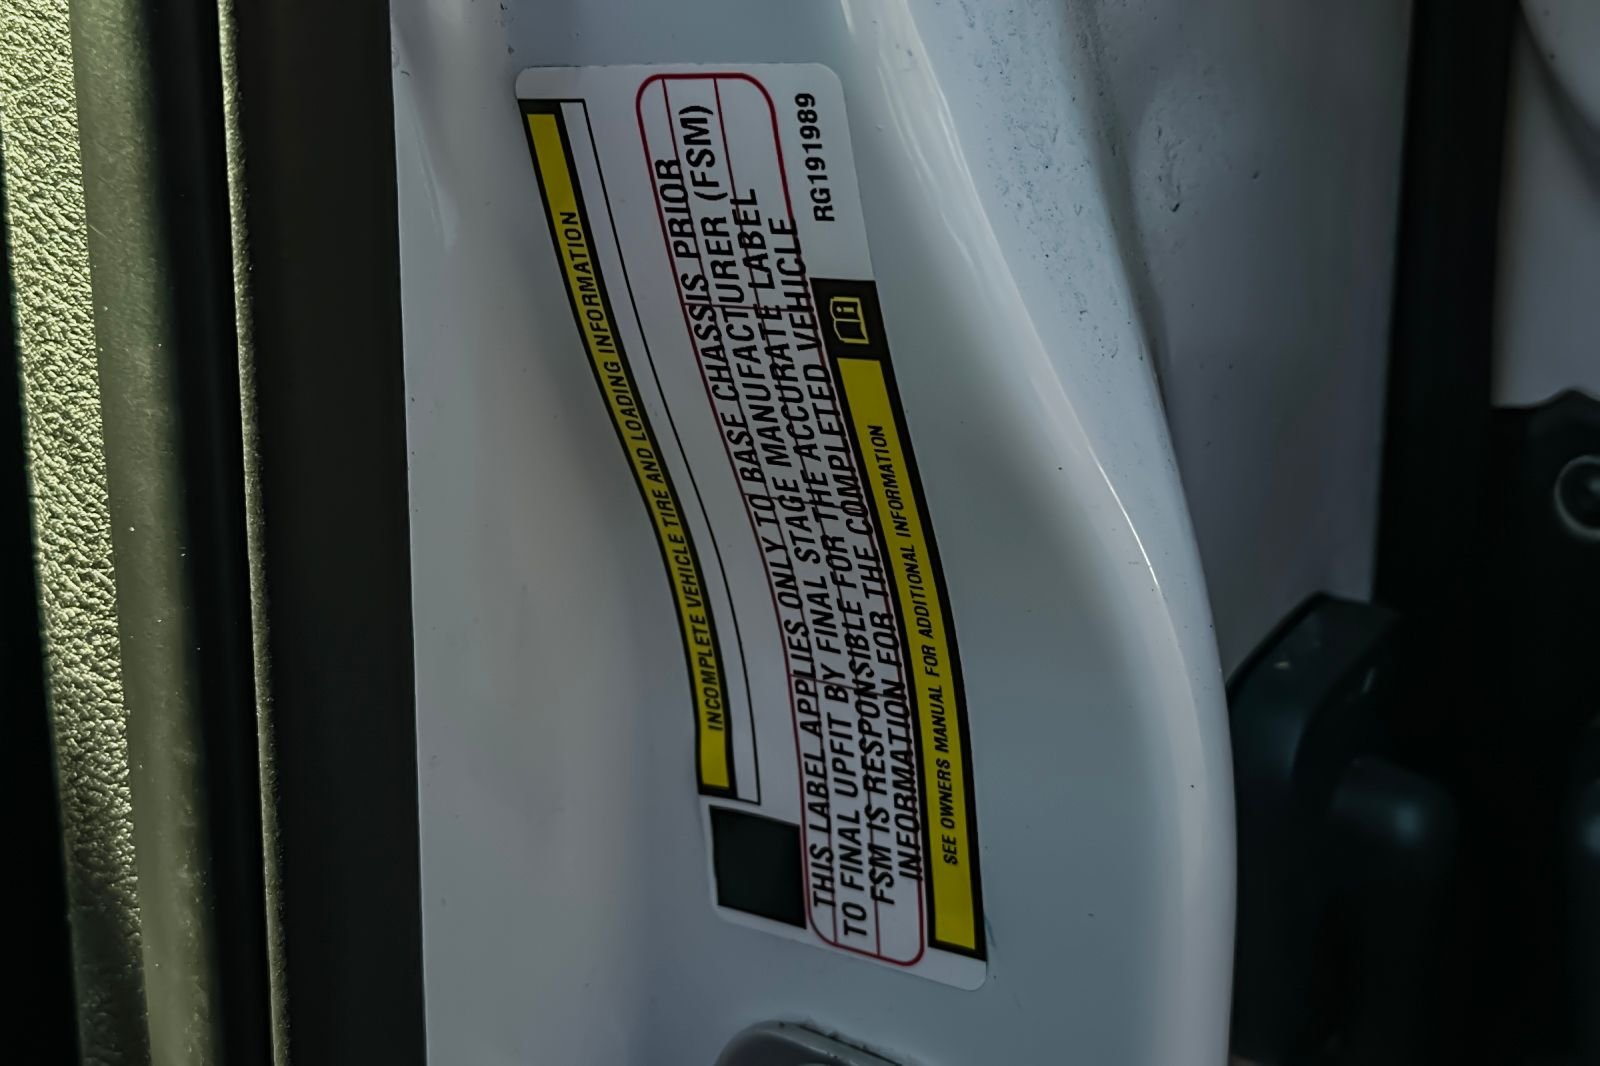 INCOMPLETE VEHICLE TIRE AND LOADING INFORMATION
THIS LABEL APPLIES ONLY TO BASE CHASSIS PRIOR
TO FINAL UPFIT BY FINAL STAGE MANUFACTURER (FSM)
FSM IS RESPONSIBLE FOR THE ACCURATE LABEL
INFORMATION FOR THE COMPLETED VEHICLE
SEE OWNERS MANUAL FOR ADDITIONAL INFORMATION
RG191989